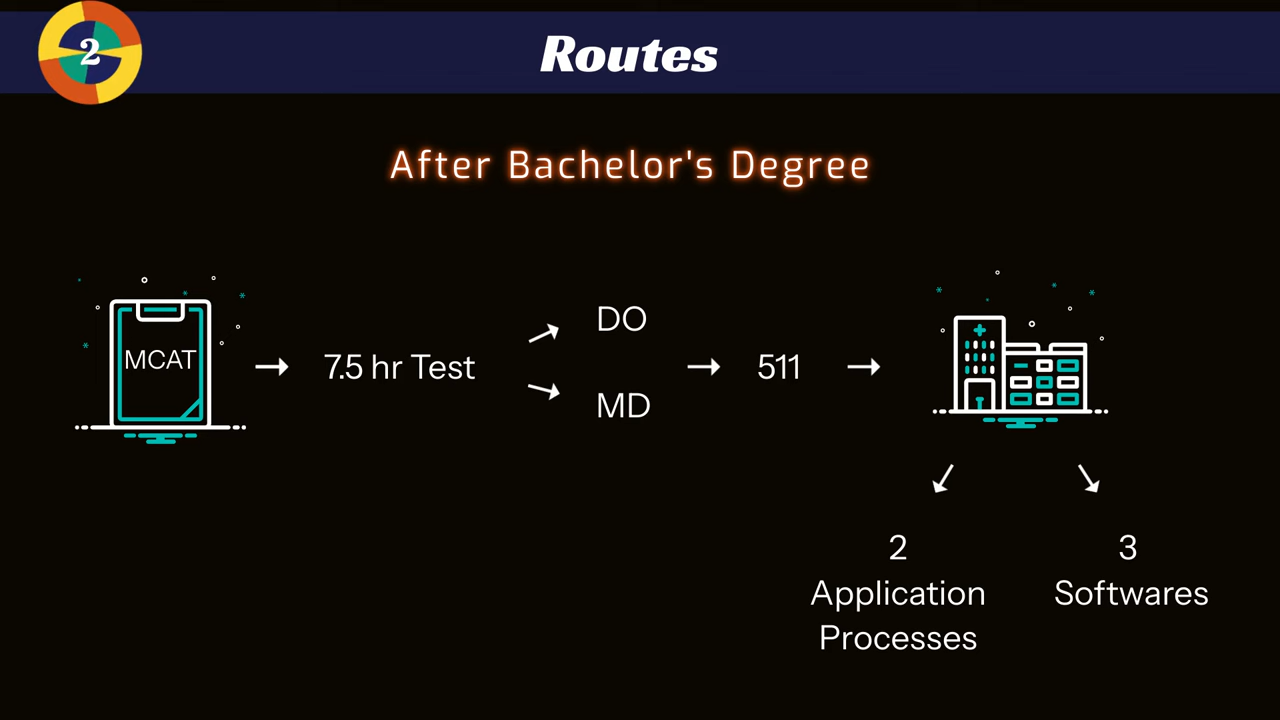 2
Routes
After Bachelor's Degree
MCAT
7.5 hr Test
DO
MD
511
2
Application
Processes
3
Softwares